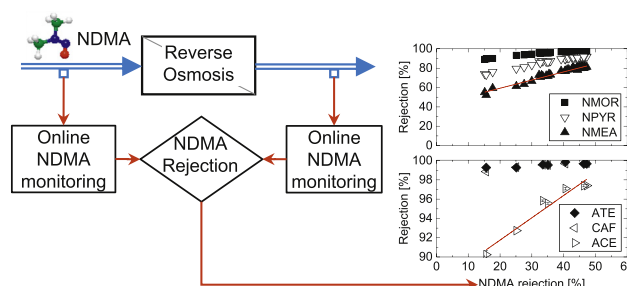 NDMA
Reverse
Osmosis
Online
NDMA
monitoring
NDMA
Rejection
Online
NDMA
monitoring
Rejection [%]
100
80
60
40
20
0
NMOR
NPYR
NMEA
Rejection [%]
100
98
96
94
92
90
ATE
CAF
ACE
0 10 20 30 40 50 60
NDMA rejection [%]